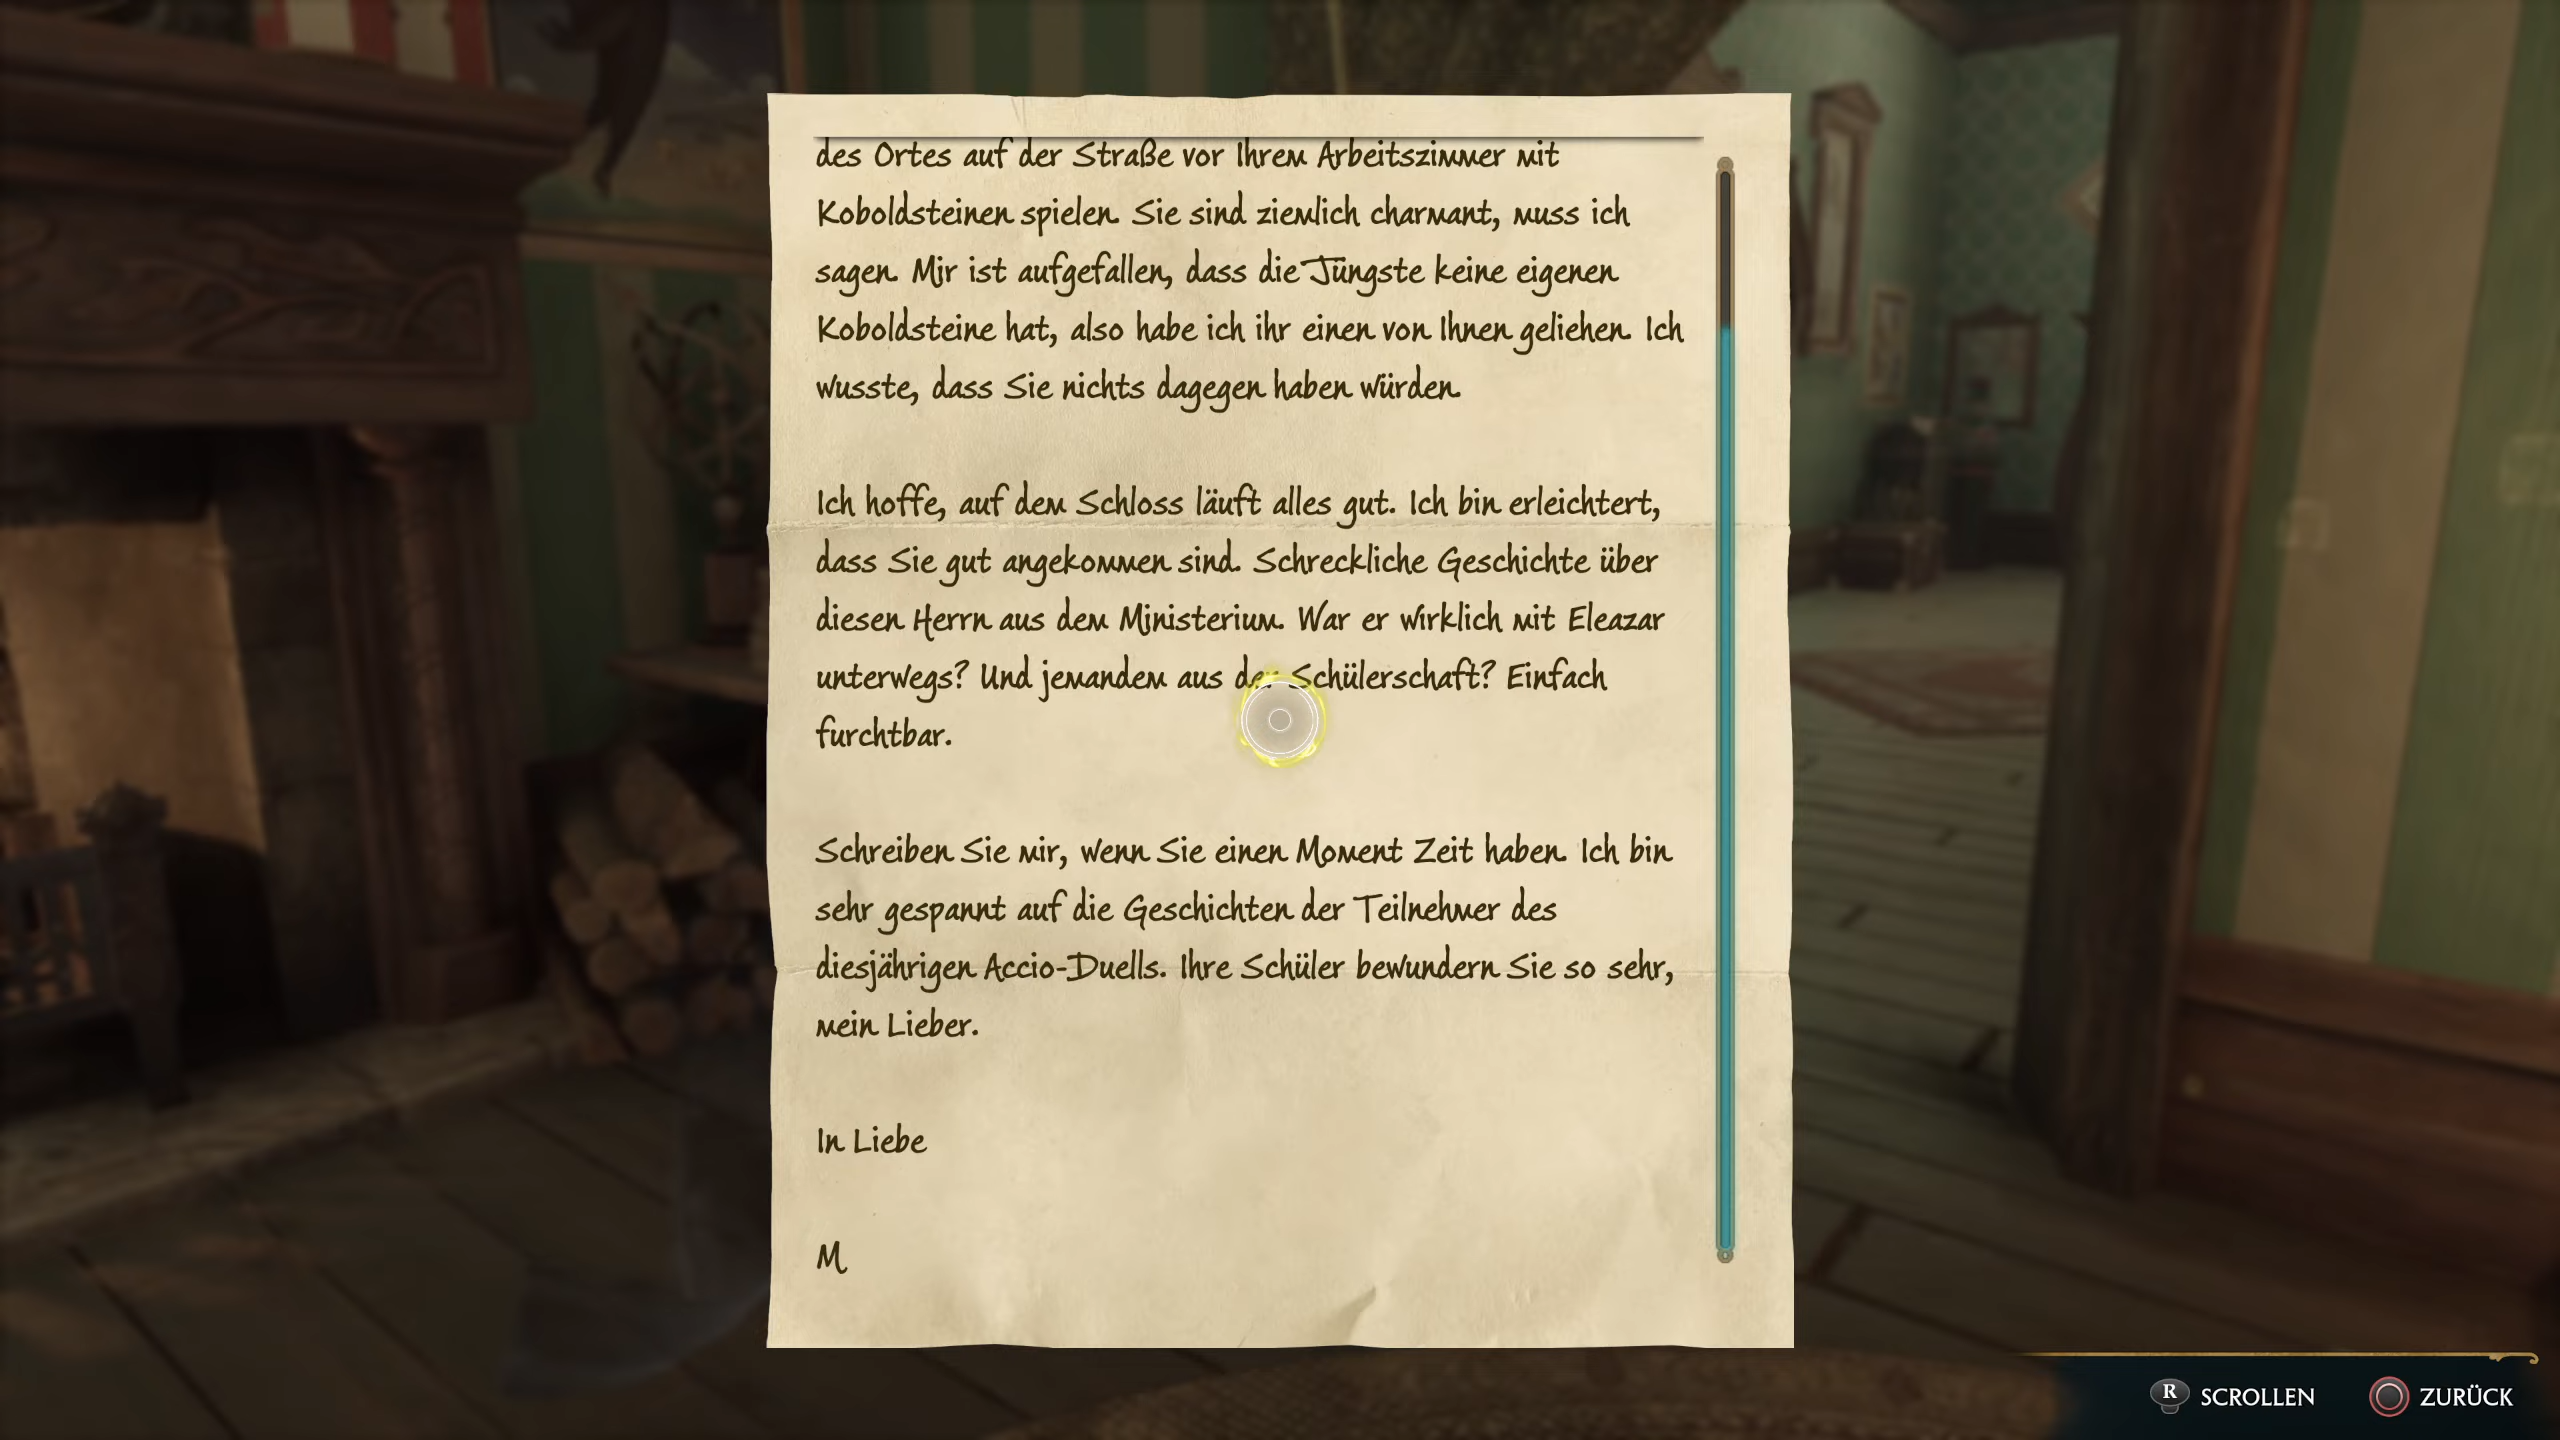 des Ortes auf der Straße vor Ihrem Arbeitszimmer mit
Koboldsteinen spielen. Sie sind ziemlich charmant, muss ich
sagen. Mir ist aufgefallen, dass die Jüngste keine eigenen
Koboldsteine hat, also habe ich ihr einen von Ihnen geliehen. Ich
wusste, dass Sie nichts dagegen haben würden.
Ich hoffe, auf dem Schloss läuft alles gut. Ich bin erleichtert,
dass Sie gut angekommen sind. Schreckliche Geschichte über
diesen Herrn aus dem Ministerium. War er wirklich mit Eleazar
unterwegs? Und jemandem aus der Schülerschaft? Einfach
furchtbar.
Schreiben Sie mir, wenn Sie einen Moment Zeit haben. Ich bin
sehr gespannt auf die Geschichten der Teilnehmer des
diesjährigen Accio-Duells. Ihre Schüler bewundern Sie so sehr,
mein Lieber.
In Liebe
M
R SCROLLEN ZURÜCK